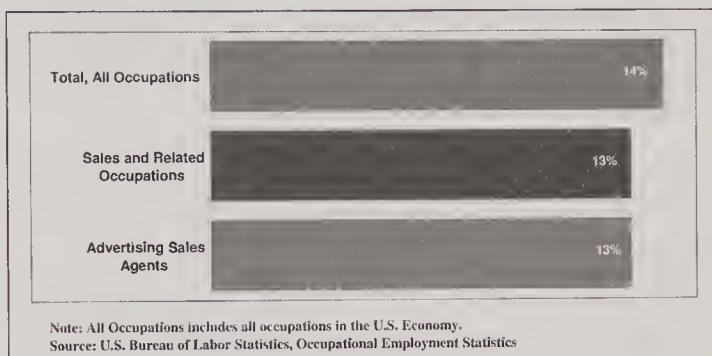 Total, All Occupations
14%
Sales and Related
Occupations
13%
Advertising Sales
Agents
13%
Note: All Occupations includes all occupations in the U.S. Economy.
Source: U.S. Bureau of Labor Statistics, Occupational Employment Statistics